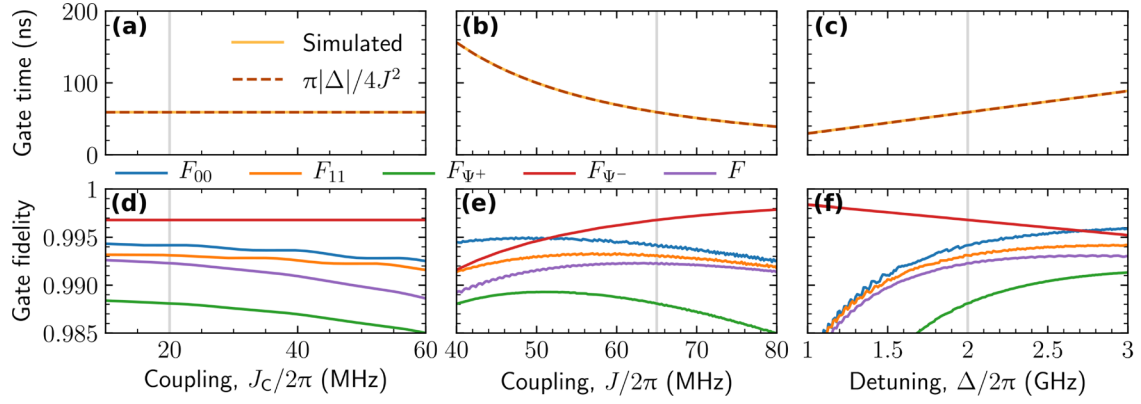 Gate time (ns)
200
100
0
(a)
Simulated
π|Δ|/4J²
(b)
(c)
F₀₀
F₁₁
F_Ψ⁺
F_Ψ⁻
F
Gate fidelity
1
0.995
0.990
0.985
(d)
(e)
(f)
20 40 60
40 50 60 70 80
1 1.5 2 2.5 3
Coupling, J_C/2π (MHz)
Coupling, J/2π (MHz)
Detuning, Δ/2π (GHz)